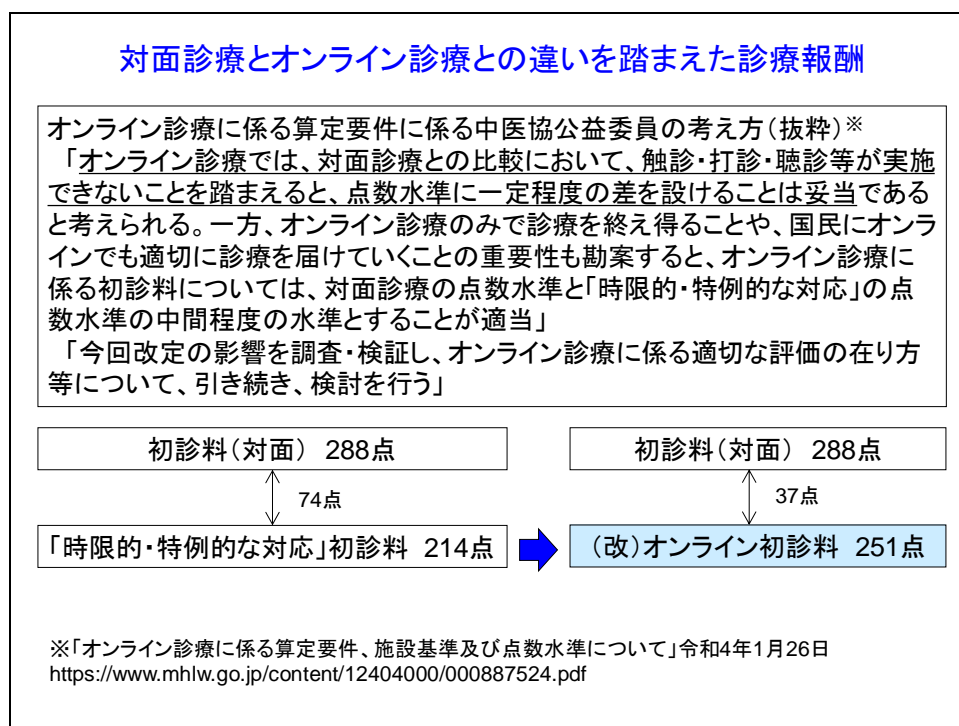 対面診療とオンライン診療との違いを踏まえた診療報酬
オンライン診療に係る算定要件に係る中医協公益委員の考え方（抜粋）※
「オンライン診療では、対面診療との比較において、触診・打診・聴診等が実施
できないことを踏まえると、点数水準に一定程度の差を設けることは妥当である
と考えられる。一方、オンライン診療のみで診療を終え得ることや、国民にオンラ
インでも適切に診療を届けていくことの重要性も勘案すると、オンライン診療に
係る初診料については、対面診療の点数水準と「時限的・特例的な対応」の点
数水準の中間程度の水準とすることが適当」
「今回改定の影響を調査・検証し、オンライン診療に係る適切な評価の在り方
等について、引き続き、検討を行う」
初診料（対面） 288点
74点
「時限的・特例的な対応」初診料 214点
初診料（対面） 288点
37点
（改）オンライン初診料 251点
※「オンライン診療に係る算定要件、施設基準及び点数水準について」令和4年1月26日
https://www.mhlw.go.jp/content/12404000/000887524.pdf